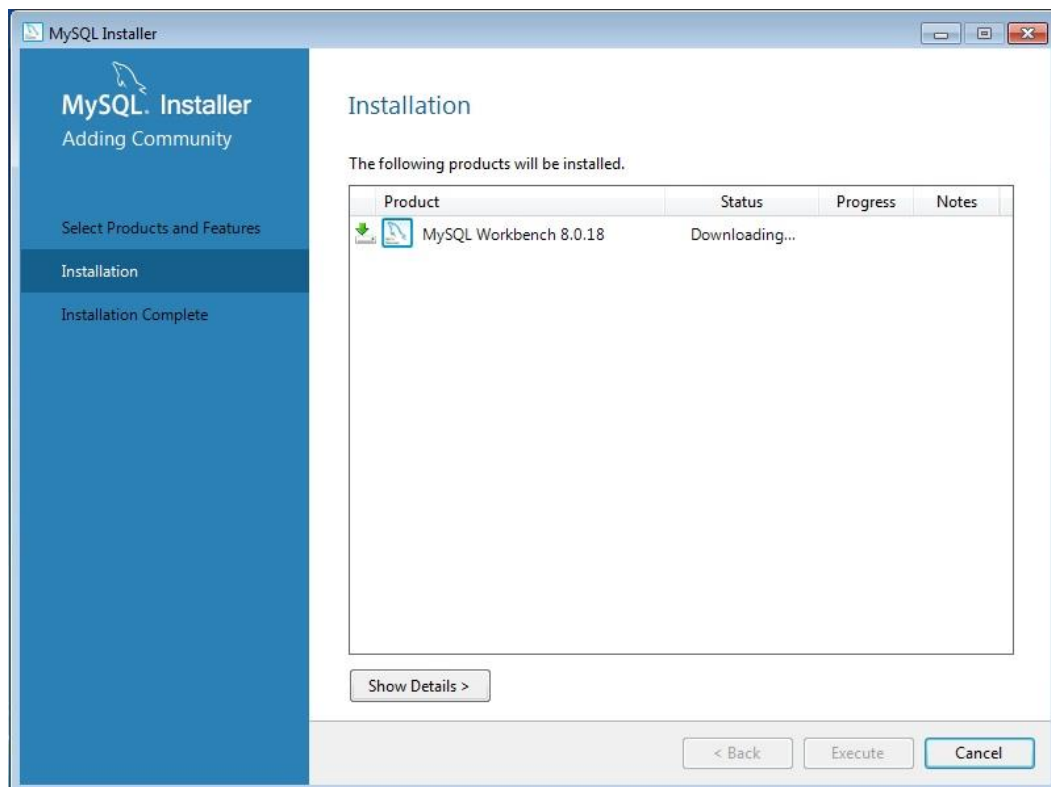 MySQL Installer
MySQL. Installer
Adding Community
Select Products and Features
Installation
Installation Complete
Installation
The following products will be installed.
Product Status Progress Notes
MySQL Workbench 8.0.18 Downloading...
Show Details >
< Back Execute Cancel